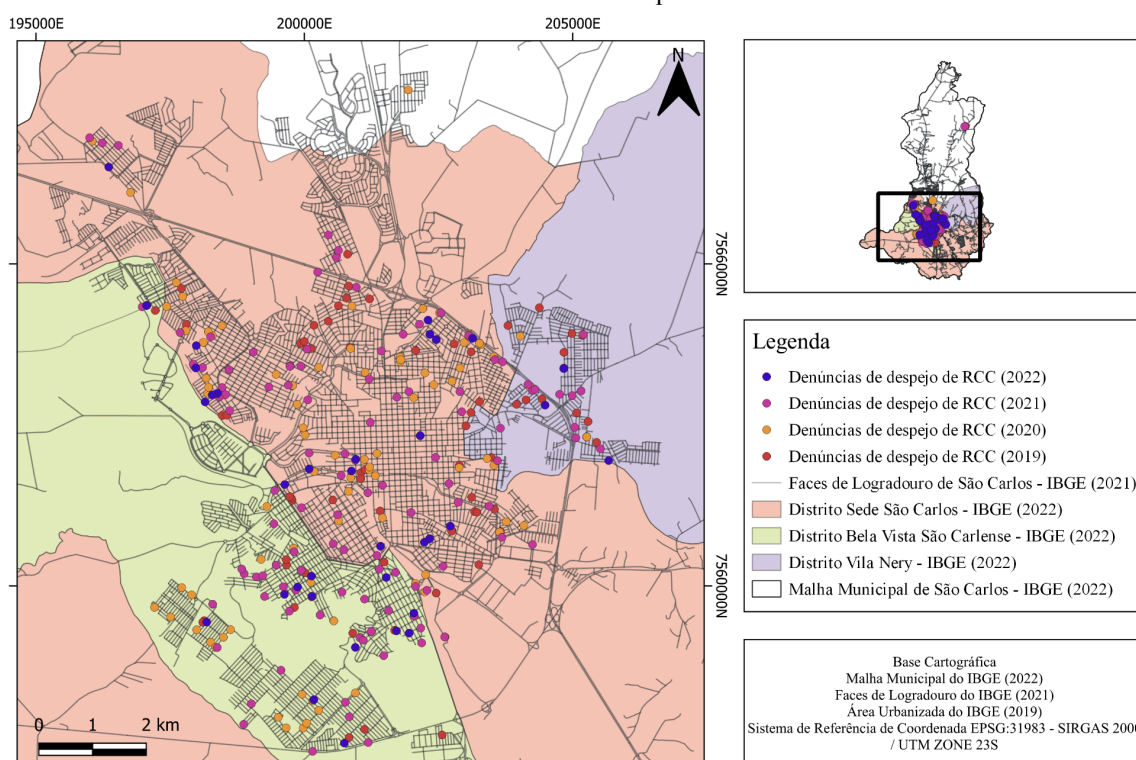 195000E
200000E
205000E
N
7566000N
7560000N
0 1 2 km
Legenda
Denúncias de despejo de RCC (2022)
Denúncias de despejo de RCC (2021)
Denúncias de despejo de RCC (2020)
Denúncias de despejo de RCC (2019)
Faces de Logradouro de São Carlos - IBGE (2021)
Distrito Sede São Carlos - IBGE (2022)
Distrito Bela Vista São Carlense - IBGE (2022)
Distrito Vila Nery - IBGE (2022)
Malha Municipal de São Carlos - IBGE (2022)
Base Cartográfica
Malha Municipal do IBGE (2022)
Faces de Logradouro do IBGE (2021)
Área Urbanizada do IBGE (2019)
Sistema de Referência de Coordenada EPSG:31983 - SIRGAS 2000
/ UTM ZONE 23S